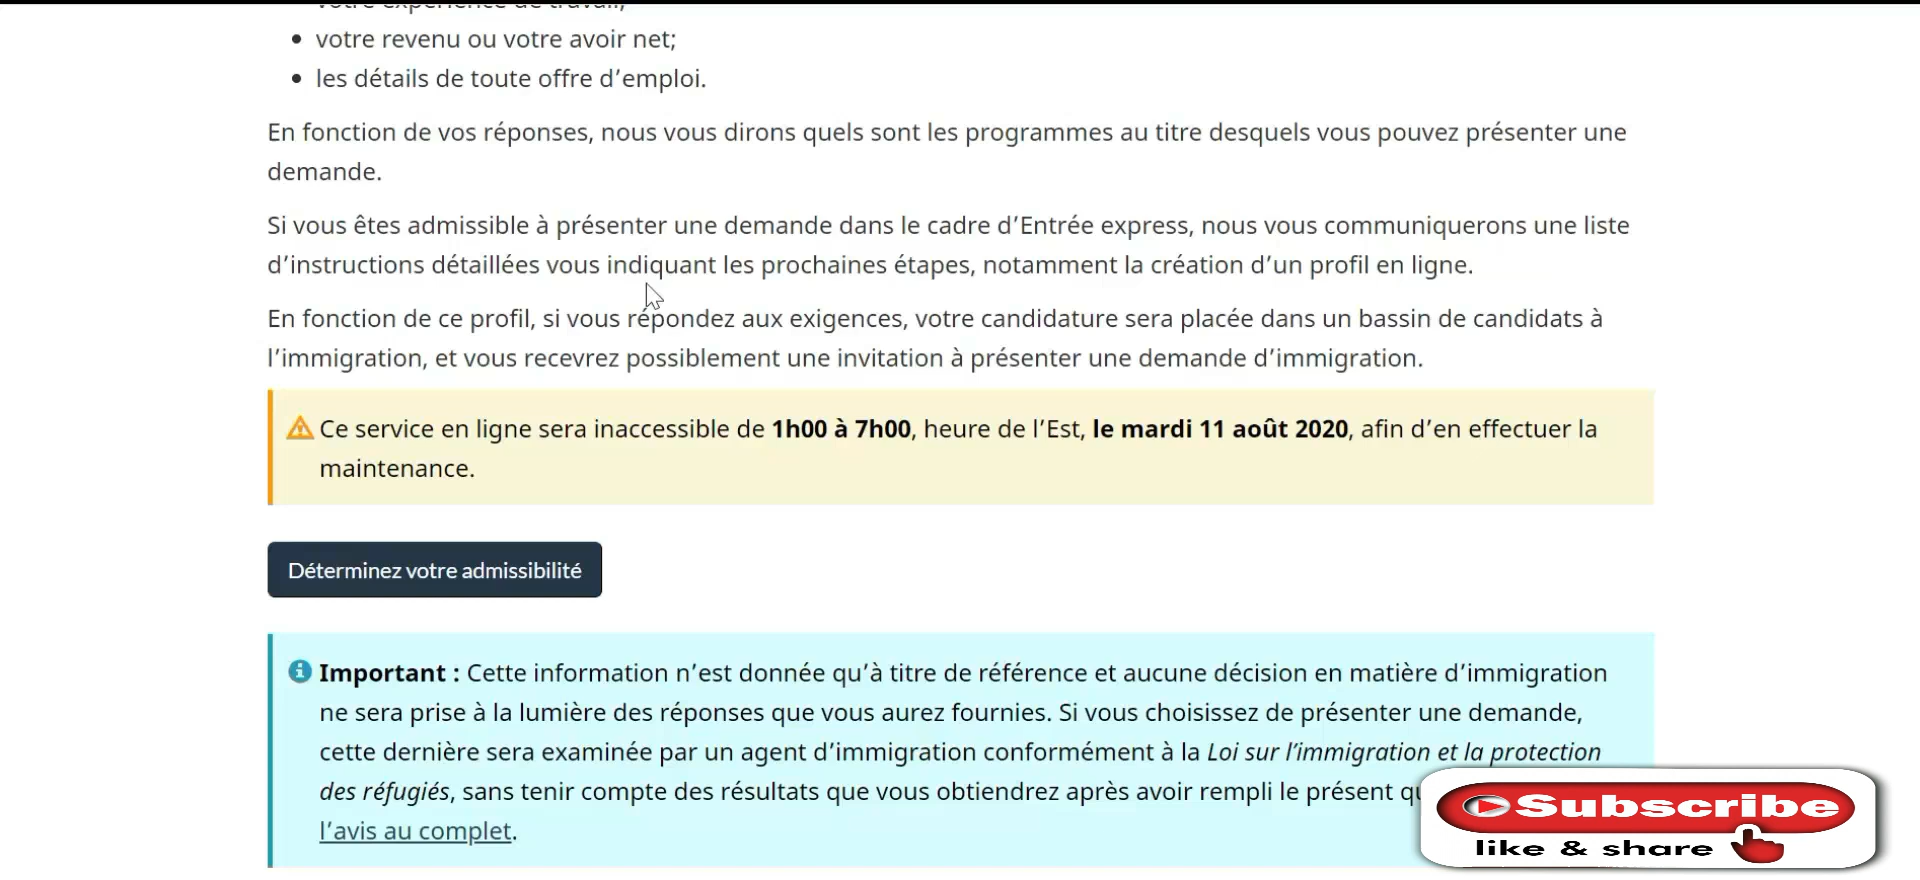 votre expérience de travail;
votre revenu ou votre avoir net;
les détails de toute offre d’emploi.
En fonction de vos réponses, nous vous dirons quels sont les programmes au titre desquels vous pouvez présenter une
demande.
Si vous êtes admissible à présenter une demande dans le cadre d’Entrée express, nous vous communiquerons une liste
d’instructions détaillées vous indiquant les prochaines étapes, notamment la création d’un profil en ligne.
En fonction de ce profil, si vous répondez aux exigences, votre candidature sera placée dans un bassin de candidats à
l’immigration, et vous recevrez possiblement une invitation à présenter une demande d’immigration.
Ce service en ligne sera inaccessible de 1h00 à 7h00, heure de l’Est, le mardi 11 août 2020, afin d’en effectuer la
maintenance.
Déterminez votre admissibilité
Important : Cette information n’est donnée qu’à titre de référence et aucune décision en matière d’immigration
ne sera prise à la lumière des réponses que vous aurez fournies. Si vous choisissez de présenter une demande,
cette dernière sera examinée par un agent d’immigration conformément à la Loi sur l’immigration et la protection
des réfugiés, sans tenir compte des résultats que vous obtiendrez après avoir rempli le présent
l’avis au complet.
Subscribe
like & share